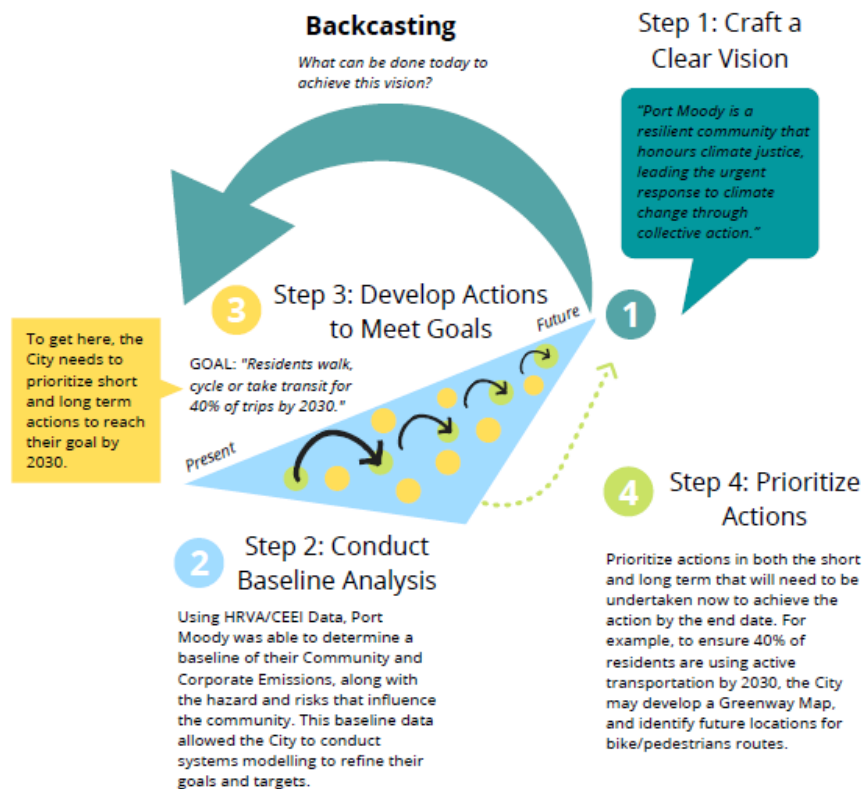 Backcasting
What can be done today to
achieve this vision?
Step 1: Craft a
Clear Vision
"Port Moody is a
resilient community that
honours climate justice,
leading the urgent
response to climate
change through
collective action."
1
3
Step 3: Develop Actions
to Meet Goals
To get here, the
City needs to
prioritize short
and long term
actions to reach
their goal by
2030.
GOAL: "Residents walk,
cycle or take transit for
40% of trips by 2030."
Future
Present
2
Step 2: Conduct
Baseline Analysis
Using HRVA/CEEI Data, Port
Moody was able to determine a
baseline of their Community and
Corporate Emissions, along with
the hazard and risks that influence
the community. This baseline data
allowed the City to conduct
systems modelling to refine their
goals and targets.
4
Step 4: Prioritize
Actions
Prioritize actions in both the short
and long term that will need to be
undertaken now to achieve the
action by the end date. For
example, to ensure 40% of
residents are using active
transportation by 2030, the City
may develop a Greenway Map,
and identify future locations for
bike/pedestrians routes.